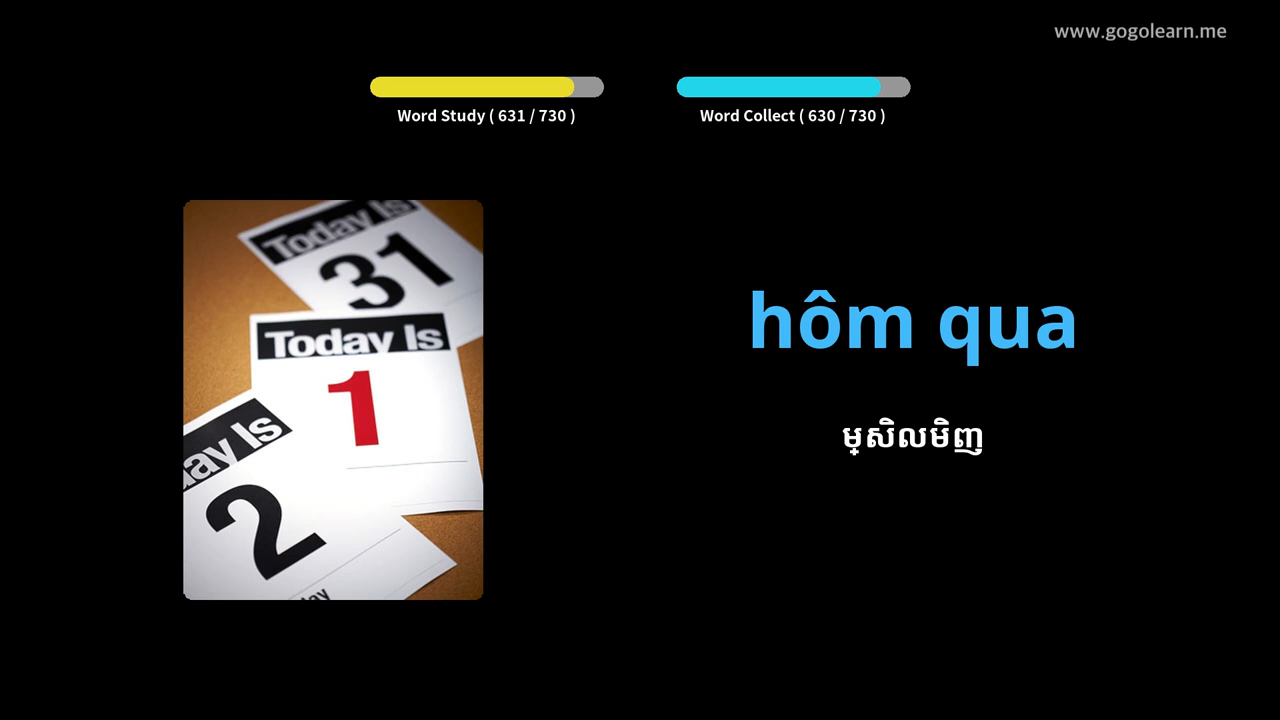 www.gogolearn.me
Word Study ( 631 / 730 )
Word Collect ( 630 / 730 )
Today Is
31
Today Is
1
ay Is
2
ay
hôm qua
ម្សិលមិញ